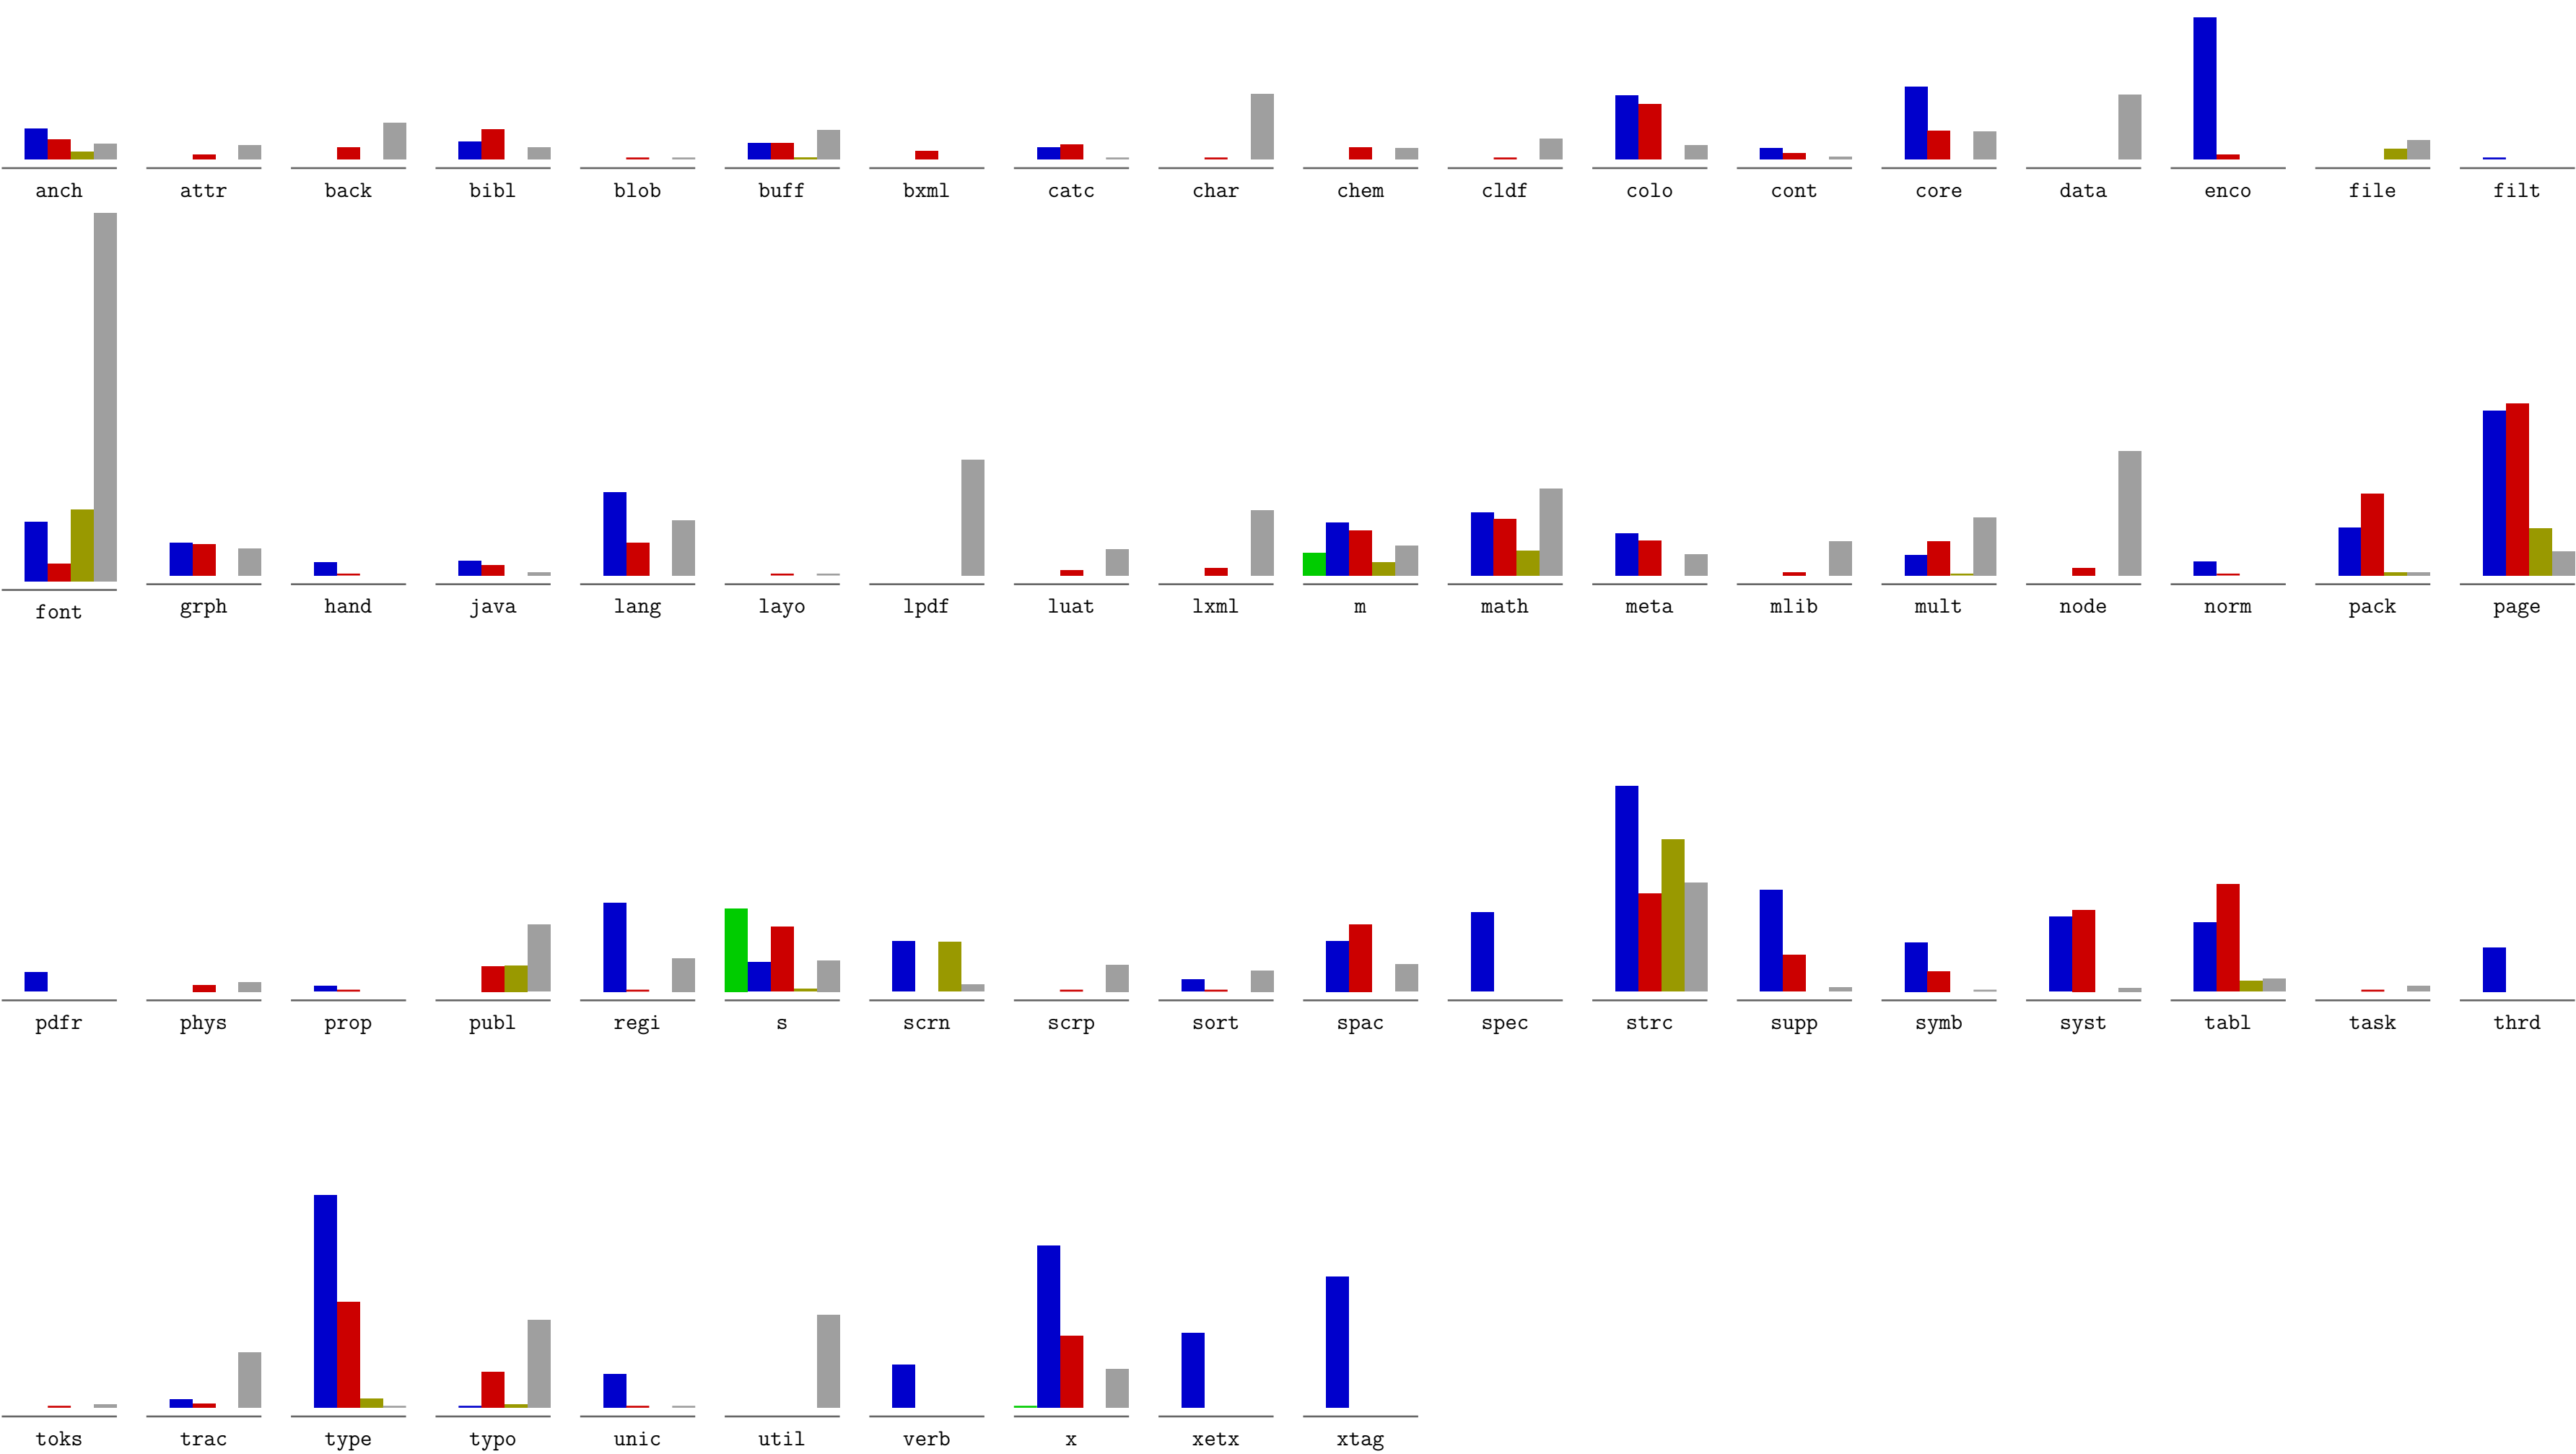 anch attr back bibl blob buff bxml catc char chem cldf colo cont core data enco file filt
font grph hand java lang layo lpdf luat lxml m math meta mlib mult node norm pack page
pdfr phys prop publ regi s scrn scrp sort spac spec strc supp symb syst tabl task thrd
toks trac type typo unic util verb x xetx xtag